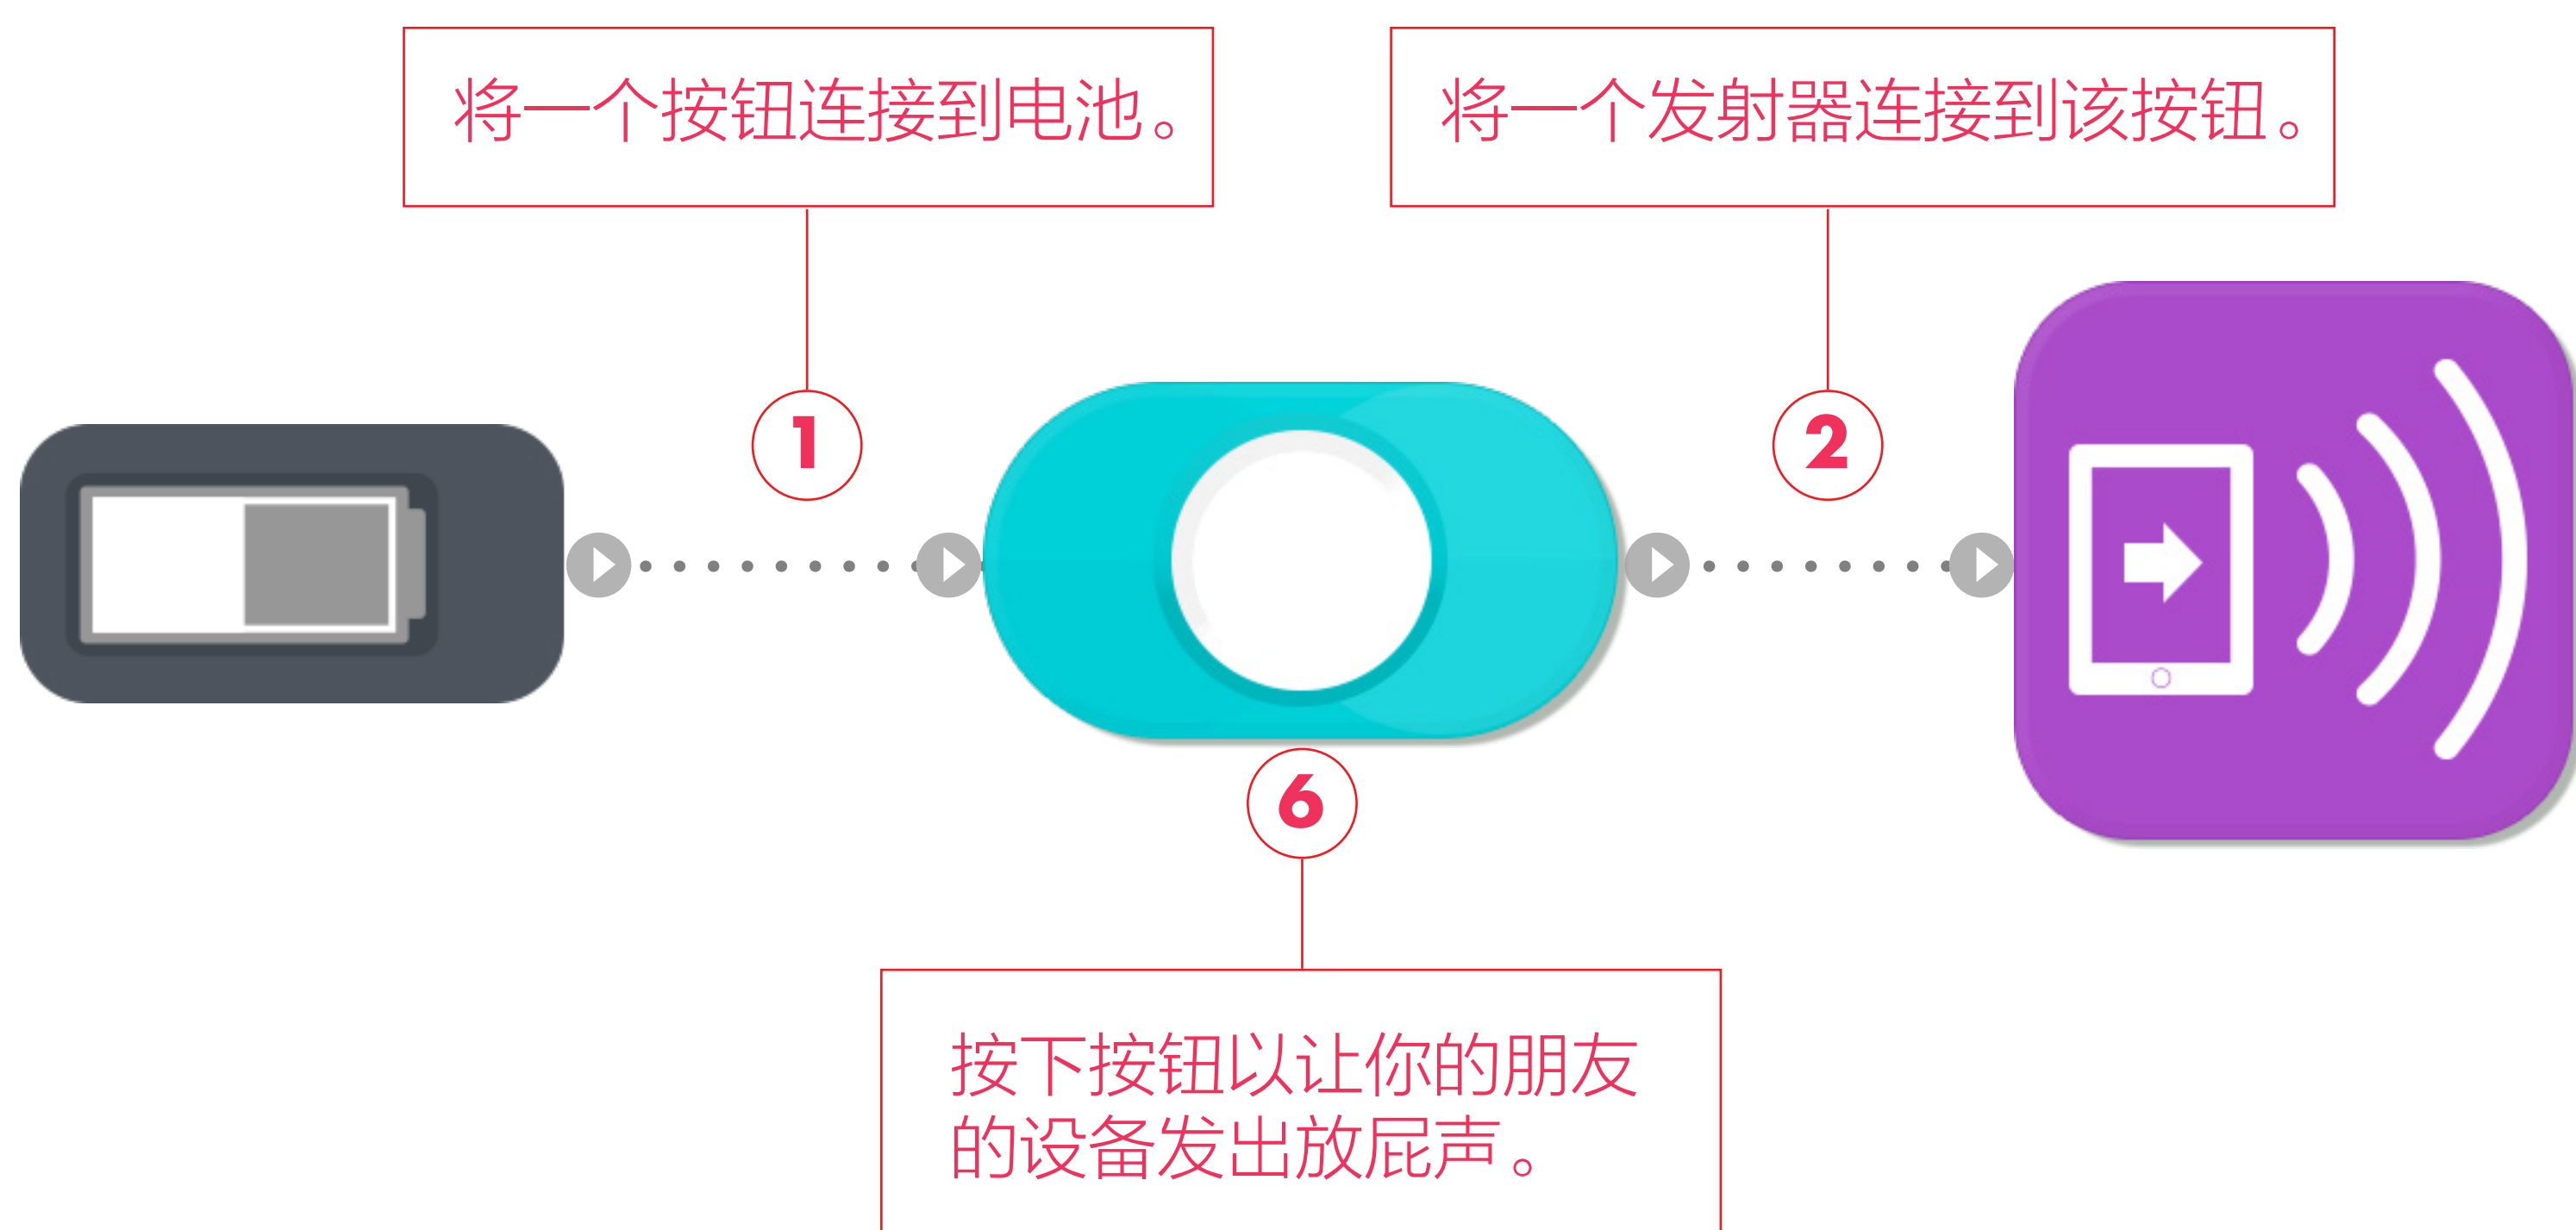 将一个按钮连接到电池。
将一个发射器连接到该按钮。
1
2
6
按下按钮以让你的朋友
的设备发出放屁声。